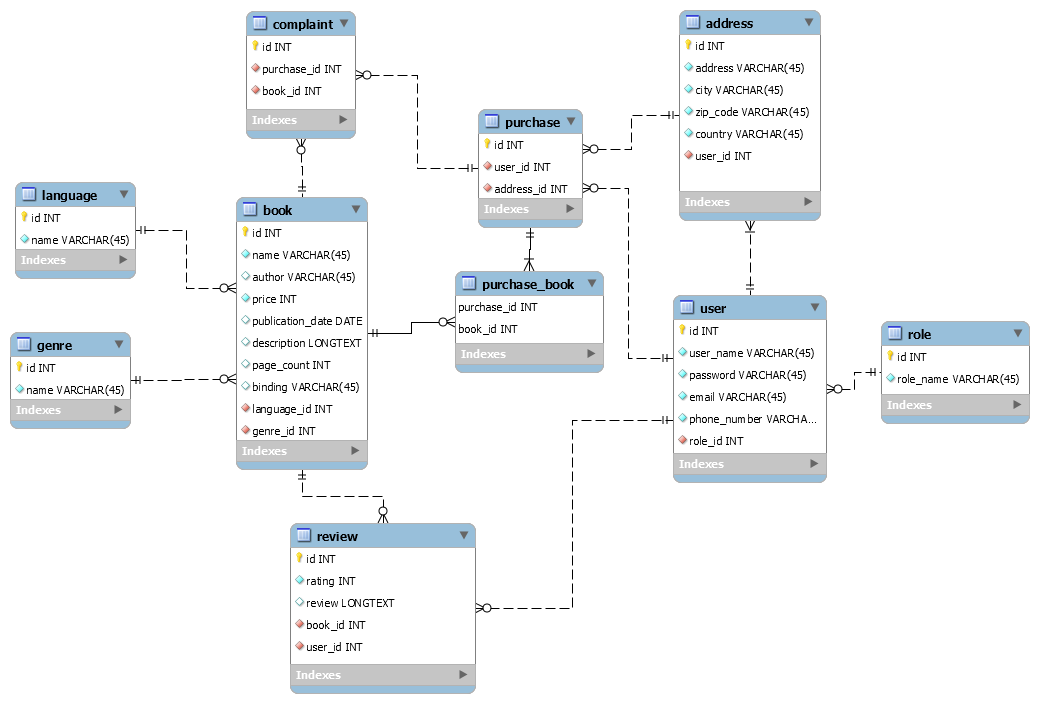 complaint
id INT
purchase_id INT
book_id INT
Indexes
address
id INT
address VARCHAR(45)
city VARCHAR(45)
zip_code VARCHAR(45)
country VARCHAR(45)
user_id INT
Indexes
purchase
id INT
user_id INT
address_id INT
Indexes
language
id INT
name VARCHAR(45)
Indexes
book
id INT
name VARCHAR(45)
author VARCHAR(45)
price INT
publication_date DATE
description LONGTEXT
page_count INT
binding VARCHAR(45)
language_id INT
genre_id INT
Indexes
purchase_book
purchase_id INT
book_id INT
Indexes
user
id INT
user_name VARCHAR(45)
password VARCHAR(45)
email VARCHAR(45)
phone_number VARCHA...
role_id INT
Indexes
role
id INT
role_name VARCHAR(45)
Indexes
genre
id INT
name VARCHAR(45)
Indexes
review
id INT
rating INT
review LONGTEXT
book_id INT
user_id INT
Indexes